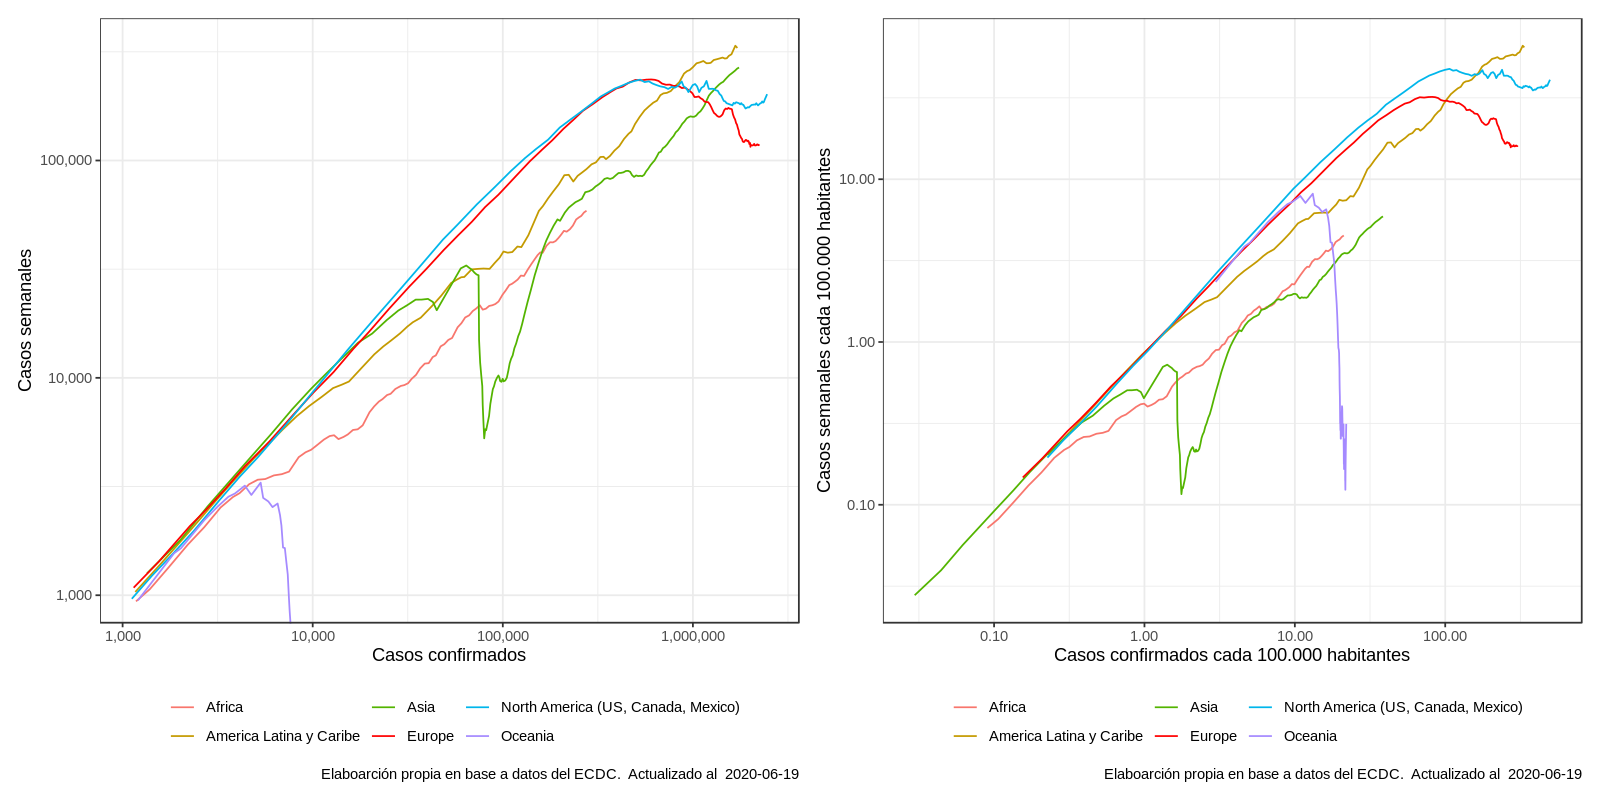 Casos semanales
100,000
10,000
1,000
1,000
10,000
100,000
1,000,000
Casos confirmados
Africa
Asia
North America (US, Canada, Mexico)
America Latina y Caribe
Europe
Oceania
Elaboarción propia en base a datos del ECDC.  Actualizado al  2020-06-19
Casos semanales cada 100.000 habitantes
10.00
1.00
0.10
0.10
1.00
10.00
100.00
Casos confirmados cada 100.000 habitantes
Africa
Asia
North America (US, Canada, Mexico)
America Latina y Caribe
Europe
Oceania
Elaboarción propia en base a datos del ECDC.  Actualizado al  2020-06-19